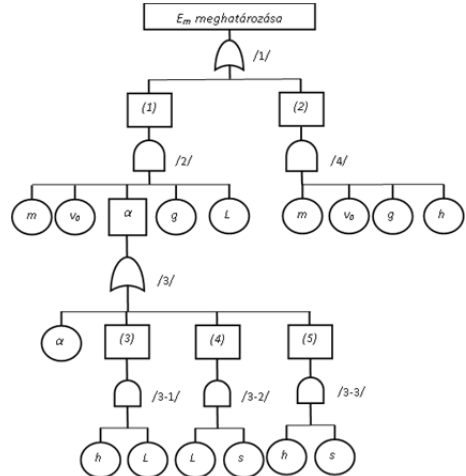 Em meghatározása
/1/
(1) (2)
/2/ /4/
m v₀ α g L m v₀ g h
/3/
α (3) (4) (5)
/3-1/ /3-2/ /3-3/
h L L s h s